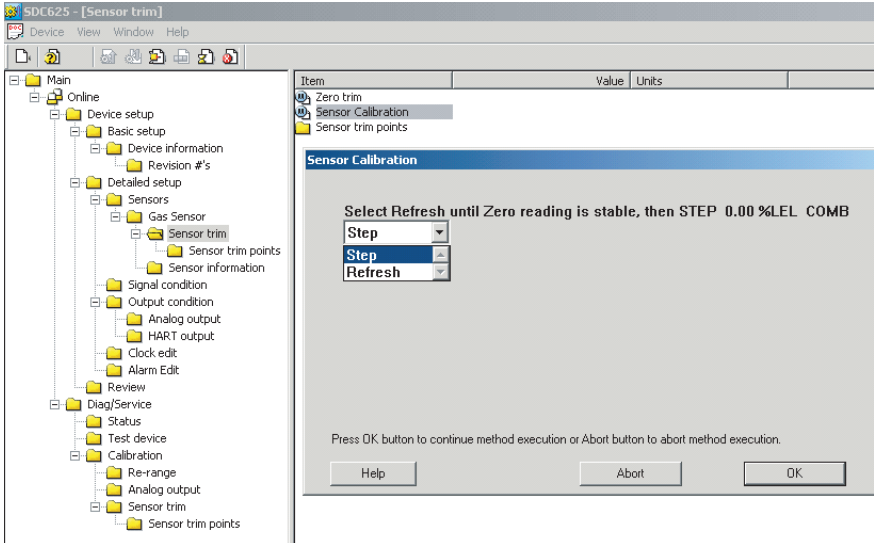 SDC625 - [Sensor trim]
Device View Window Help
Main
Online
Device setup
Basic setup
Device information
Revision #'s
Detailed setup
Sensors
Gas Sensor
Sensor trim
Sensor trim points
Sensor information
Signal condition
Output condition
Analog output
HART output
Clock edit
Alarm Edit
Review
Diag/Service
Status
Test device
Calibration
Re-range
Analog output
Sensor trim
Sensor trim points
Item Value Units
Zero trim
Sensor Calibration
Sensor trim points
Sensor Calibration
Select Refresh until Zero reading is stable, then STEP 0.00 %LEL COMB
Step
Step
Refresh
Press OK button to continue method execution or Abort button to abort method execution.
Help Abort OK